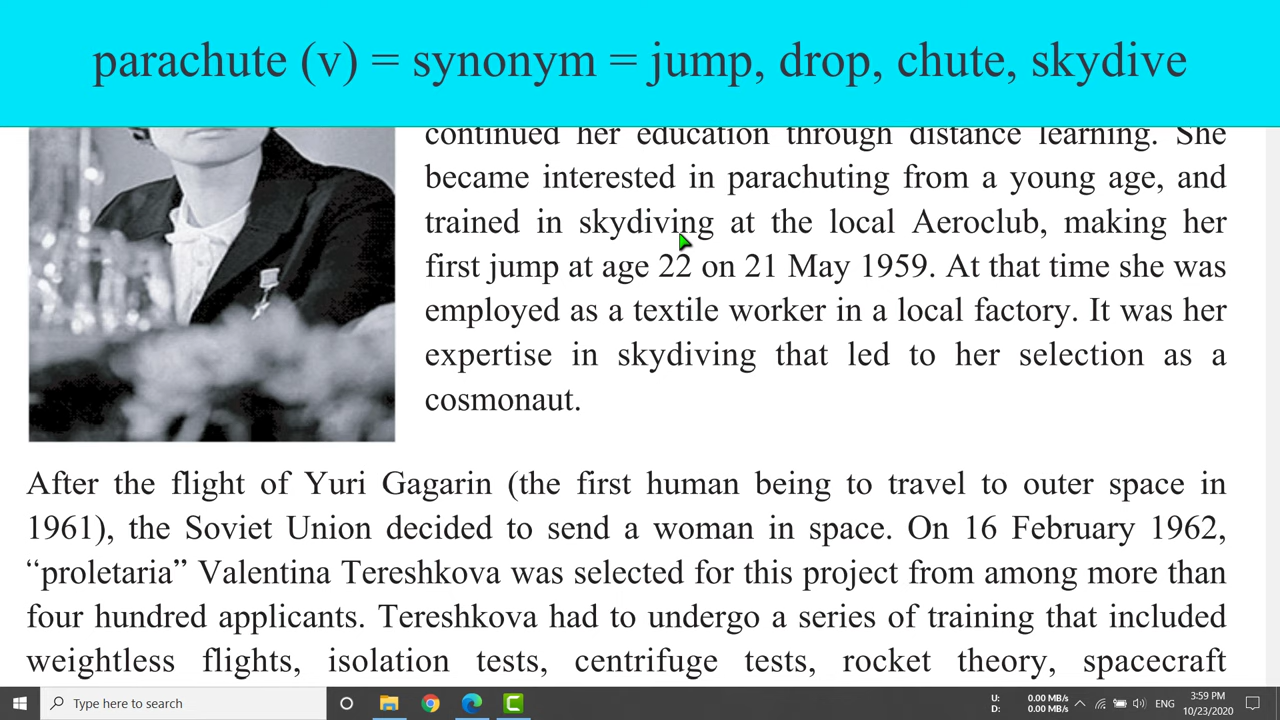 parachute (v) = synonym = jump, drop, chute, skydive
continued her education through distance learning. She
became interested in parachuting from a young age, and
trained in skydiving at the local Aeroclub, making her
first jump at age 22 on 21 May 1959. At that time she was
employed as a textile worker in a local factory. It was her
expertise in skydiving that led to her selection as a
cosmonaut.
After the flight of Yuri Gagarin (the first human being to travel to outer space in
1961), the Soviet Union decided to send a woman in space. On 16 February 1962,
“proletaria” Valentina Tereshkova was selected for this project from among more than
four hundred applicants. Tereshkova had to undergo a series of training that included
weightless flights, isolation tests, centrifuge tests, rocket theory, spacecraft
Type here to search
U: 0.00 MB/s
D: 0.00 MB/s
ENG
3:59 PM
10/23/2020